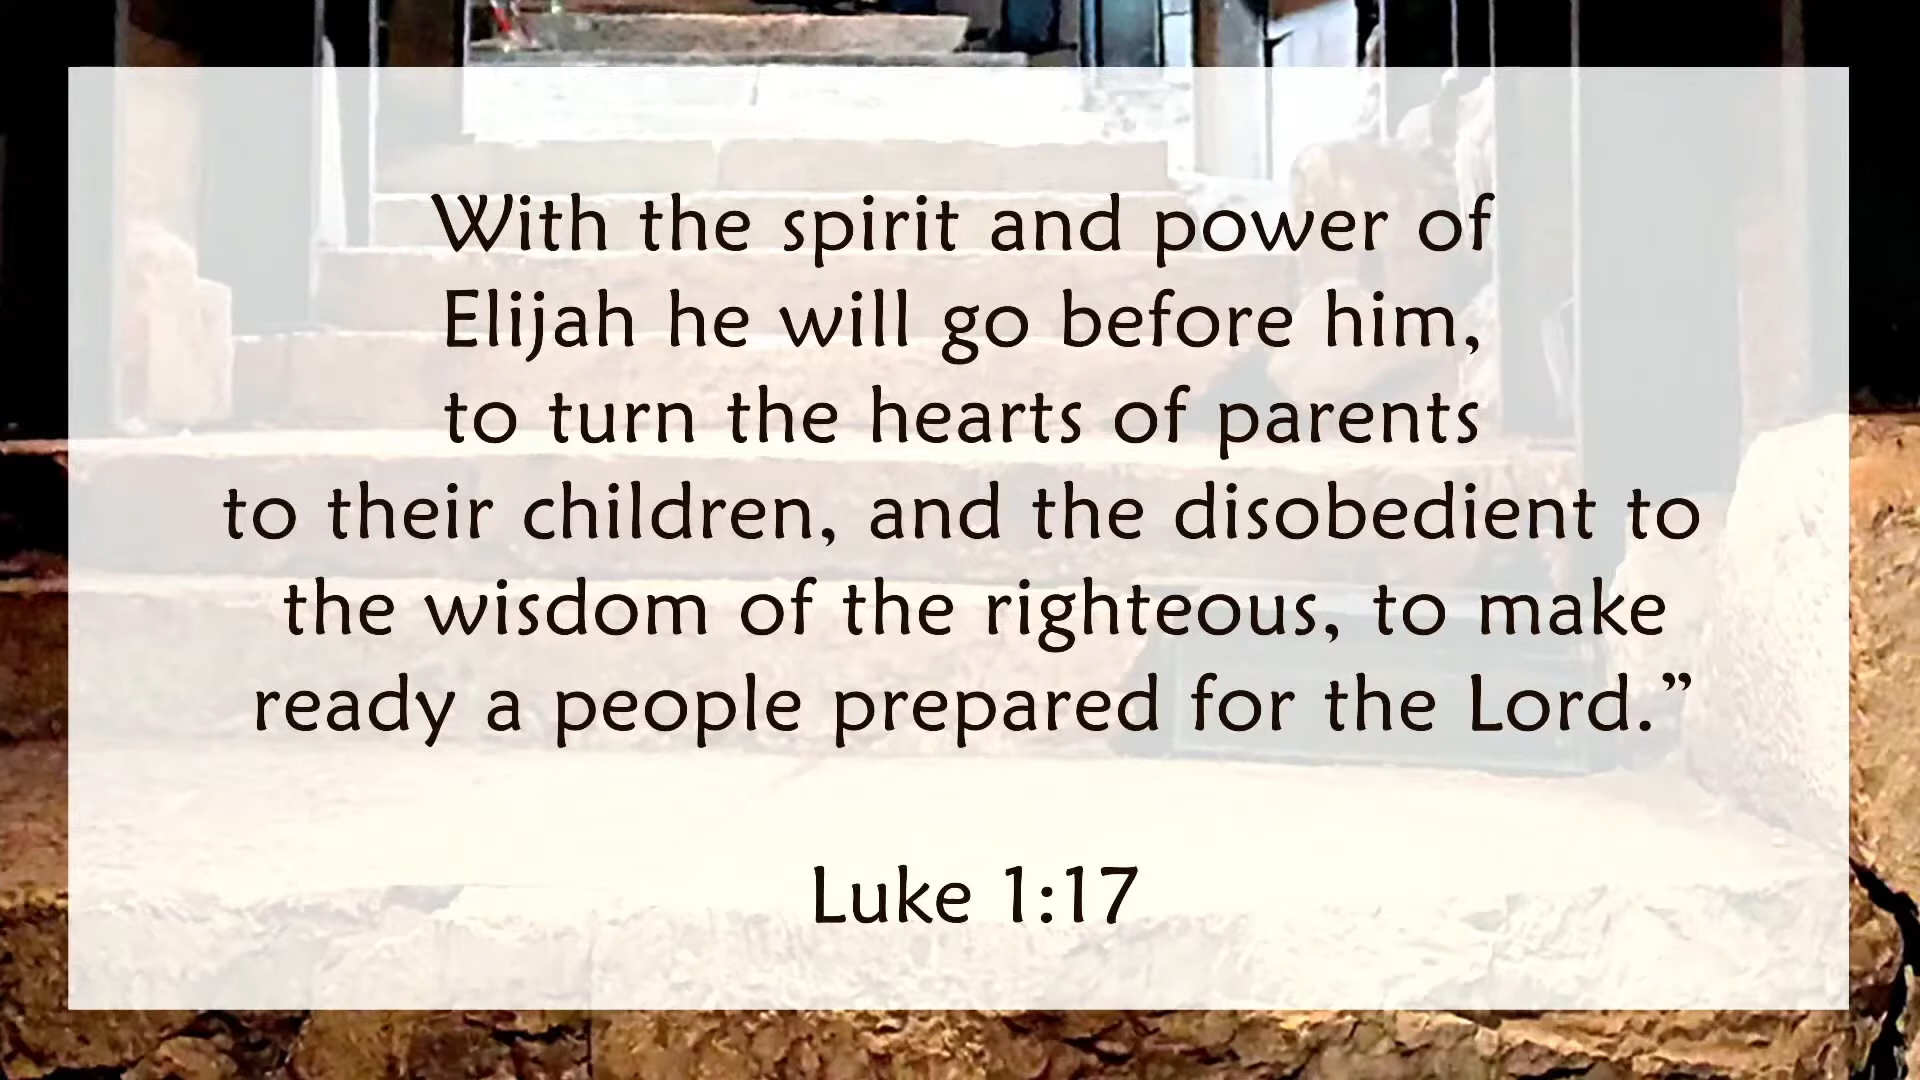 With the spirit and power of
Elijah he will go before him,
to turn the hearts of parents
to their children, and the disobedient to
the wisdom of the righteous, to make
ready a people prepared for the Lord.”
Luke 1:17